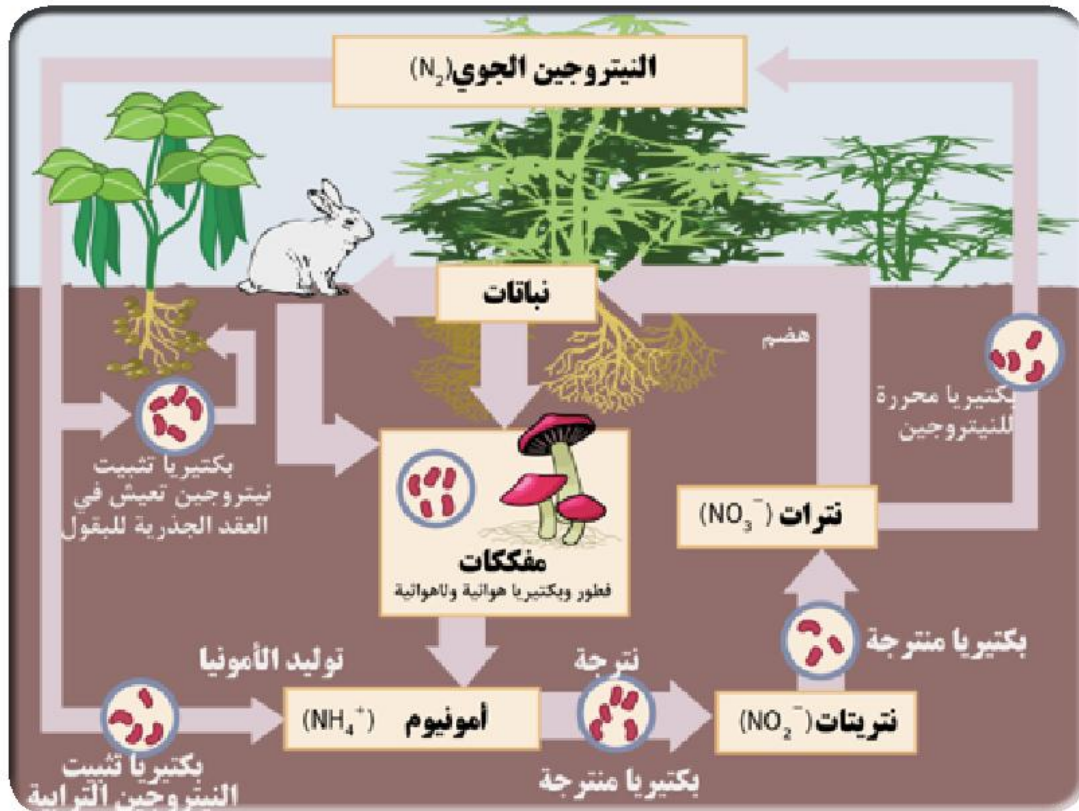 النيتروجين الجوي (N₂)
نباتات
هضم
بكتيريا محررة
للنيتروجين
بكتيريا تثبيت
نيتروجين تعيش في
العقد الجذرية للبقول
نترات (NO₃⁻)
مفككات
فطور وبكتيريا هوائية ولاهوائية
بكتيريا منترجة
توليد الأمونيا
نترجة
أمونيوم (NH₄⁺)
نتريتات (NO₂⁻)
بكتيريا تثبيت
النيتروجين الترابية
بكتيريا منترجة